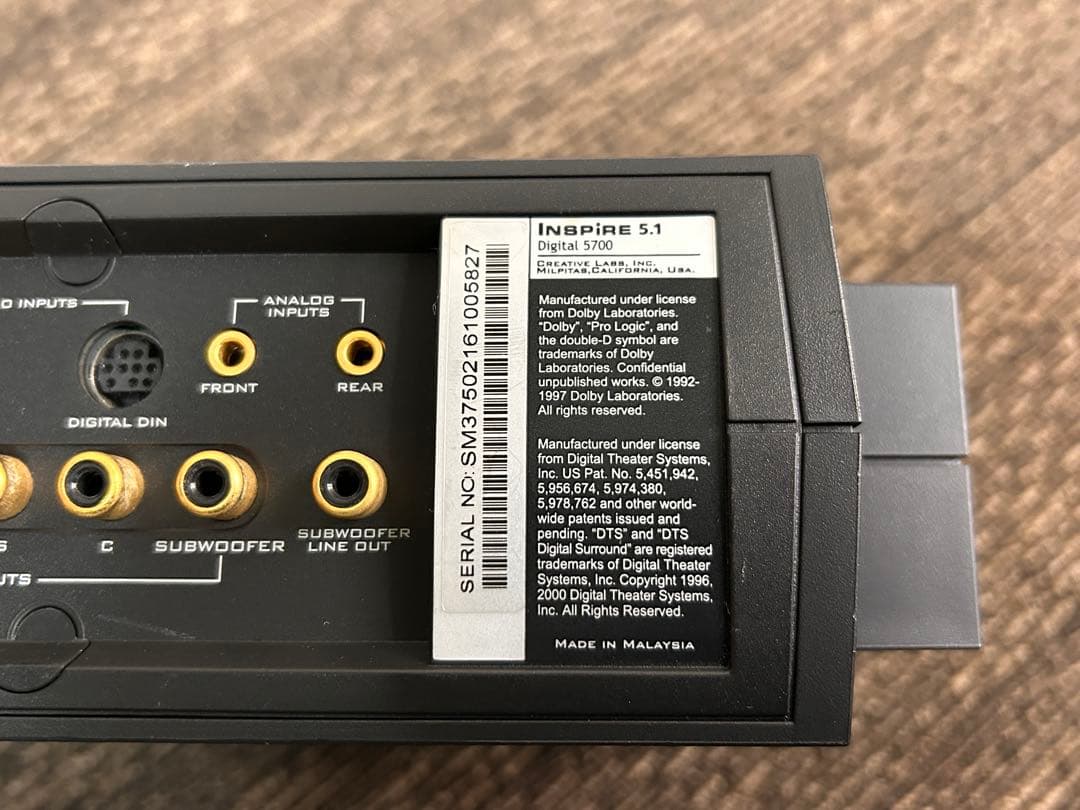 D INPUTS
ANALOG
INPUTS
FRONT
REAR
DIGITAL DIN
S
C
SUBWOOFER
SUBWOOFER
LINE OUT
UTS
SERIAL NO: SM37502161005827
INSPiRE 5.1
Digital 5700
CREATIVE LABS, INC.
MILPITAS,CALIFORNIA, USA.
Manufactured under license
from Dolby Laboratories.
"Dolby", "Pro Logic", and
the double-D symbol are
trademarks of Dolby
Laboratories. Confidential
unpublished works. © 1992-
1997 Dolby Laboratories.
All rights reserved.
Manufactured under license
from Digital Theater Systems,
Inc. US Pat. No. 5,451,942,
5,956,674, 5,974,380,
5,978,762 and other world-
wide patents issued and
pending. "DTS" and "DTS
Digital Surround" are registered
trademarks of Digital Theater
Systems, Inc. Copyright 1996,
2000 Digital Theater Systems,
Inc. All Rights Reserved.
MADE IN MALAYSIA